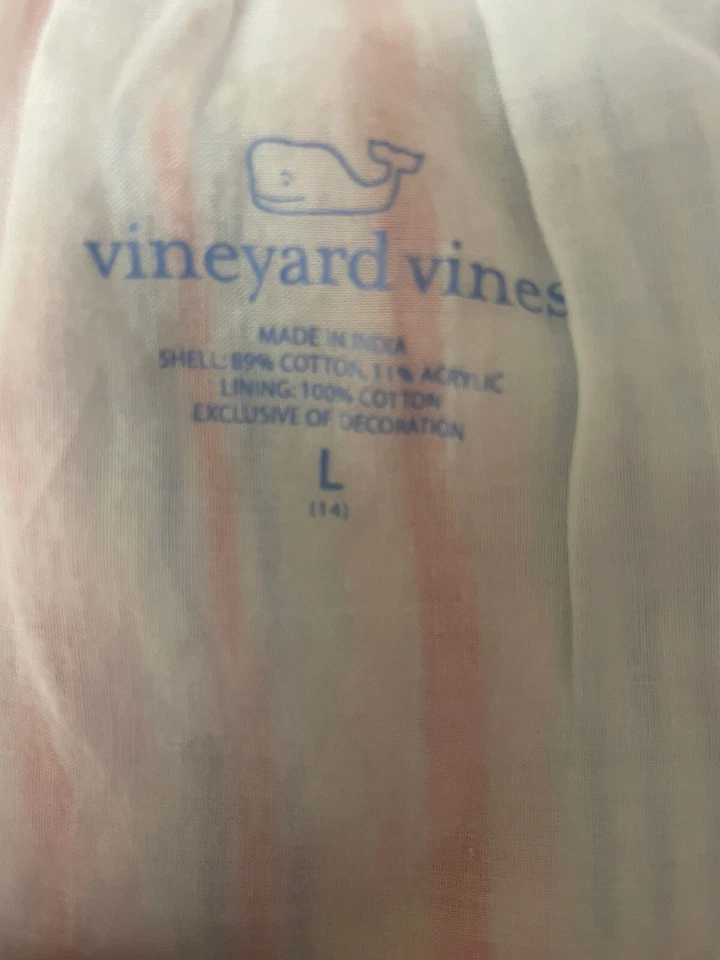 vineyard vines
MADE IN INDIA
SHELL: 89% COTTON, 11% ACRYLIC
LINING: 100% COTTON
EXCLUSIVE OF DECORATION
L
(14)